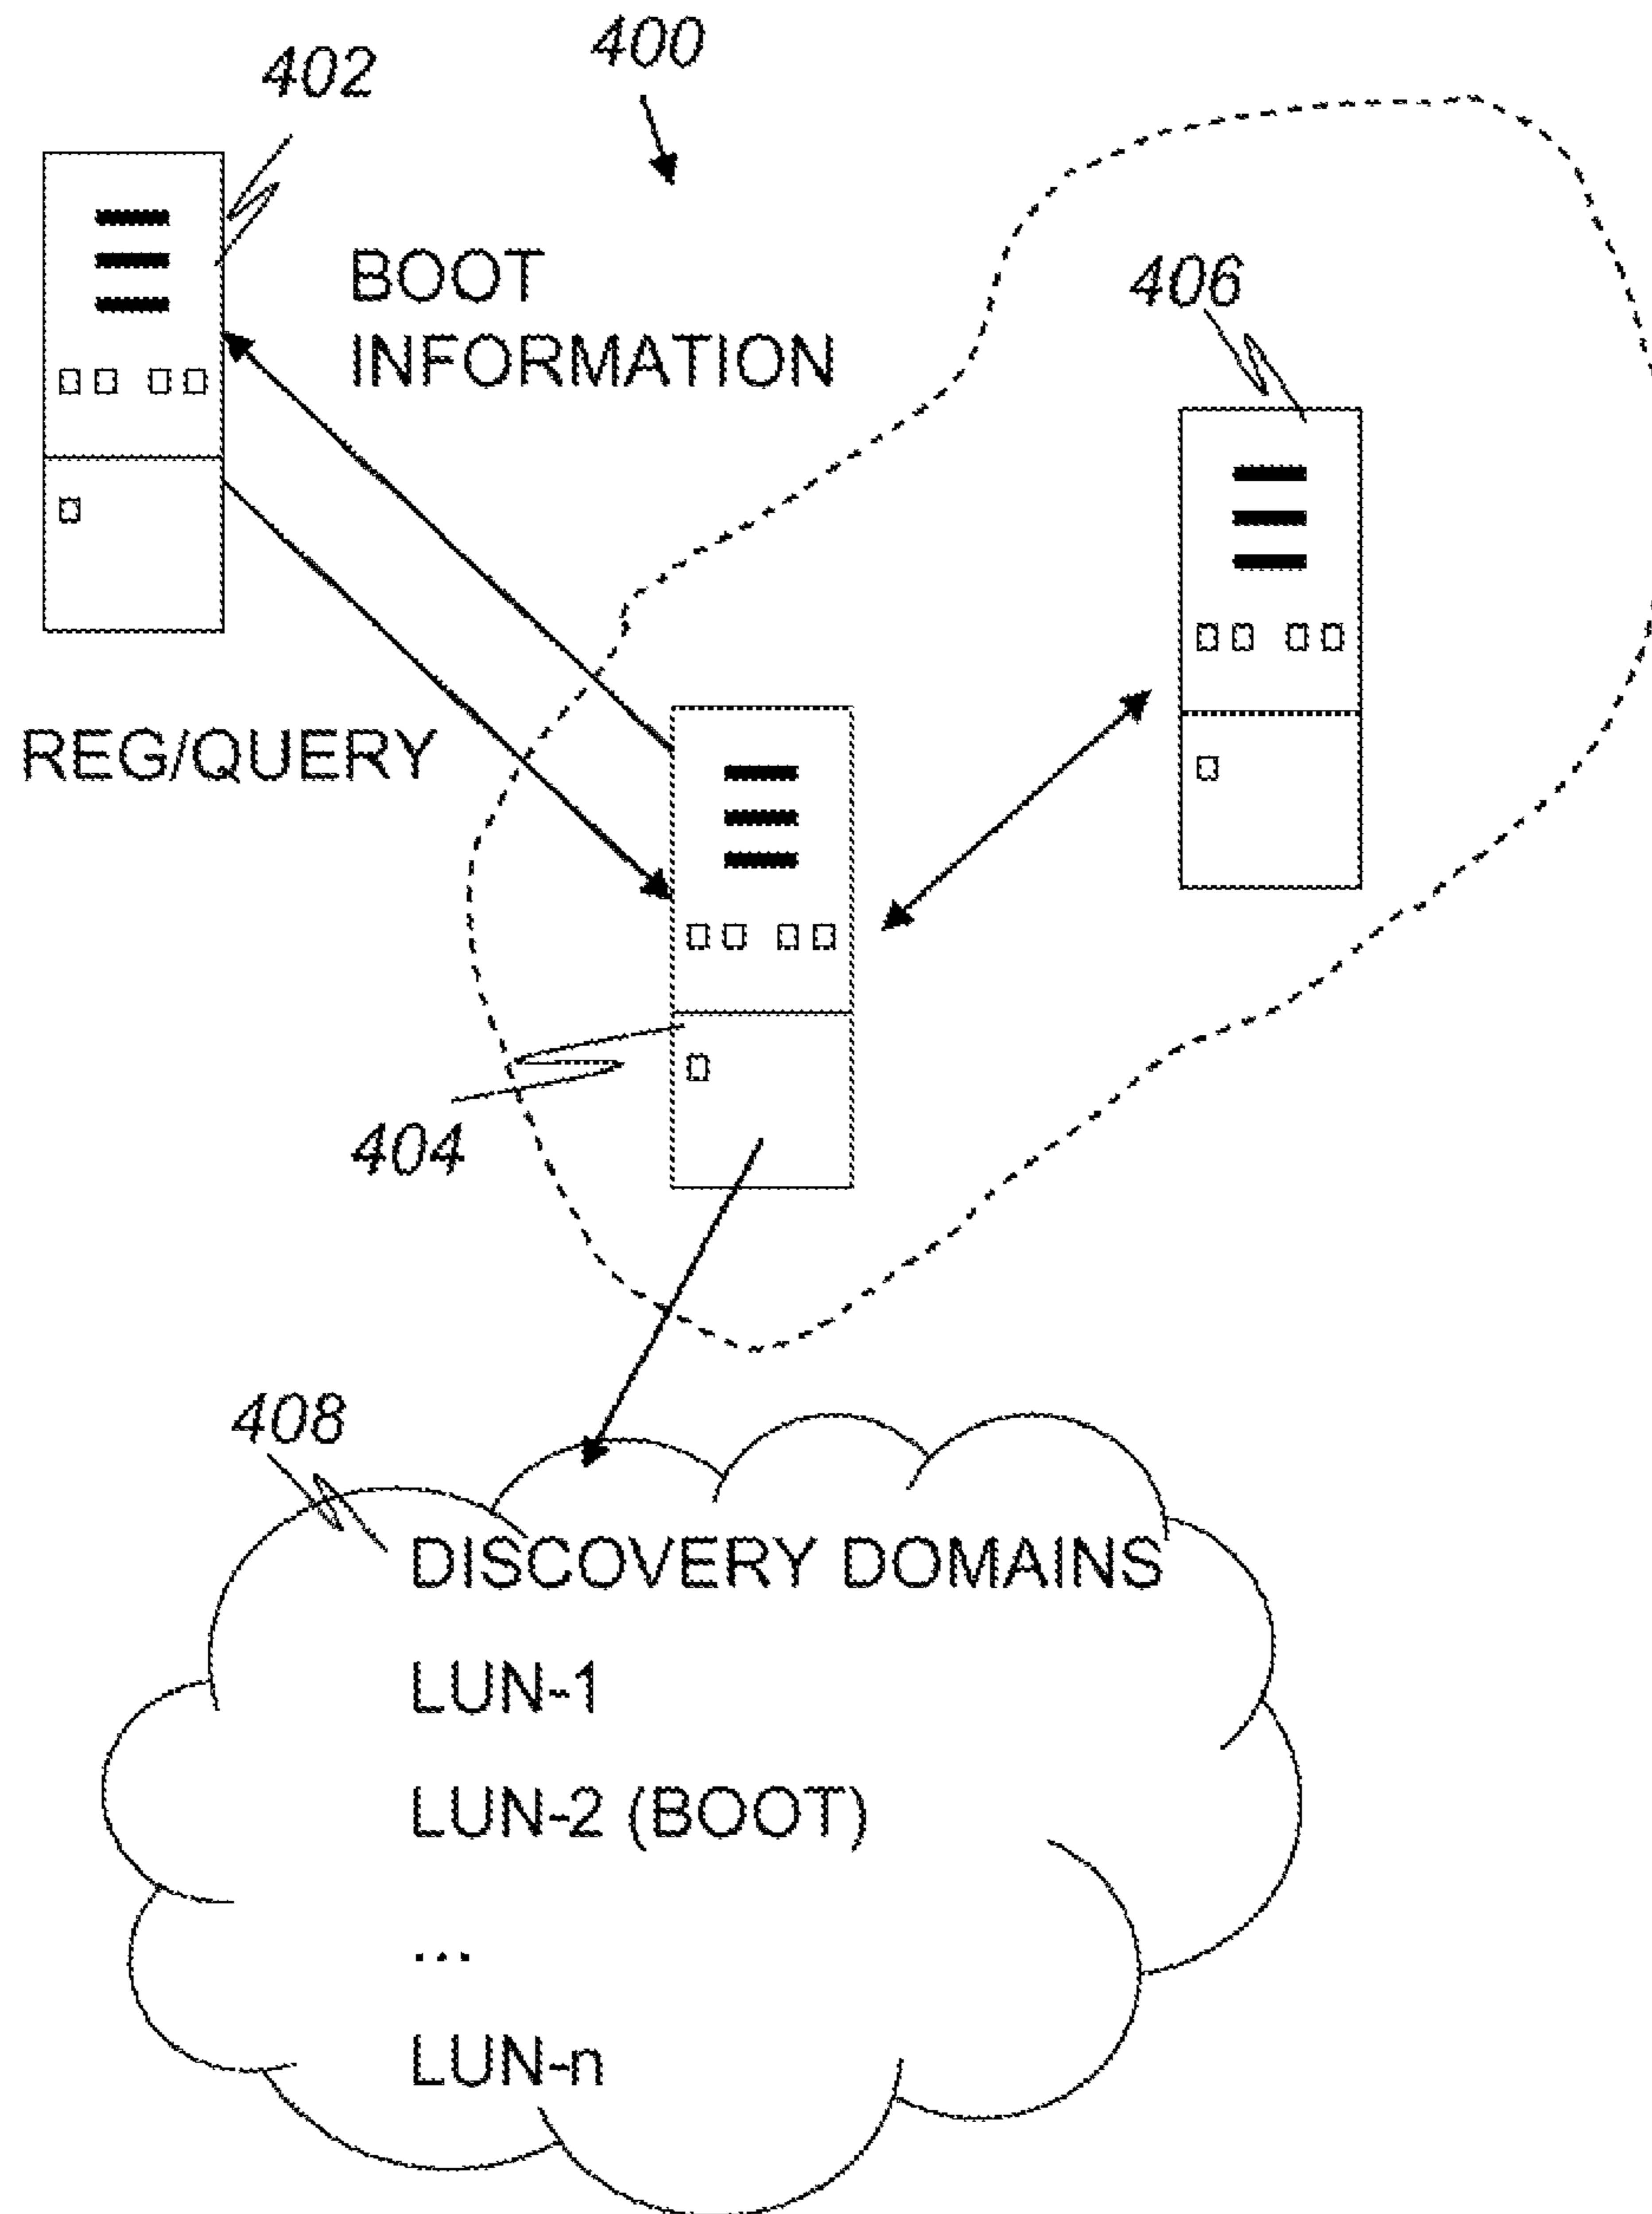 400
402
BOOT
INFORMATION
406
REG/QUERY
404
408
DISCOVERY DOMAINS
LUN-1
LUN-2 (BOOT)
...
LUN-n